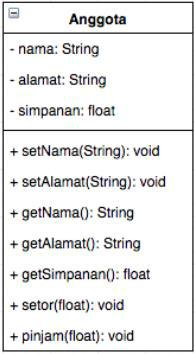 Anggota
- nama: String
- alamat: String
- simpanan: float
+ setNama(String): void
+ setAlamat(String): void
+ getNama(): String
+ getAlamat(): String
+ getSimpanan(): float
+ setor(float): void
+ pinjam(float): void